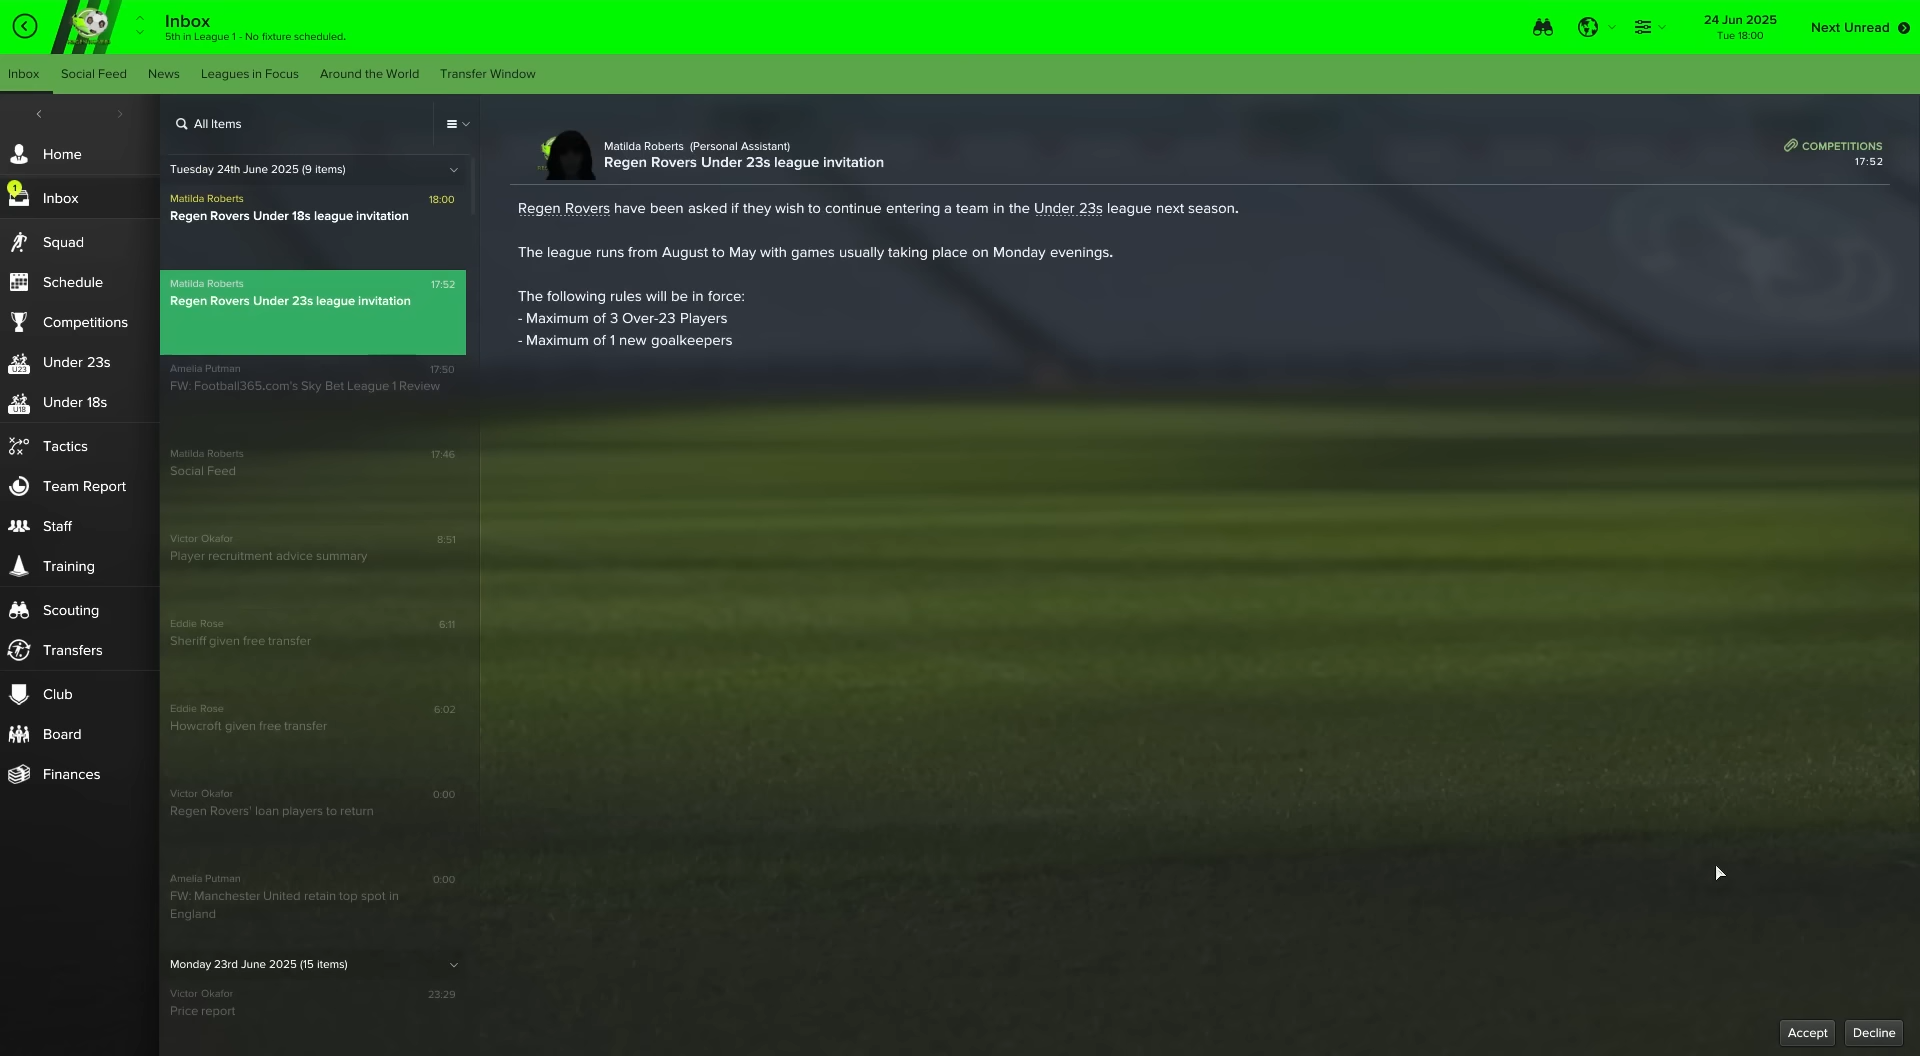 Inbox
5th in League 1 - No fixture scheduled.
24 Jun 2025
Tue 18:00
Next Unread
Inbox
Social Feed
News
Leagues in Focus
Around the World
Transfer Window
Home
1
Inbox
Squad
Schedule
Competitions
U23
Under 23s
U18
Under 18s
Tactics
Team Report
Staff
Training
Scouting
Transfers
Club
Board
Finances
All Items
Tuesday 24th June 2025 (9 items)
Matilda Roberts 18:00
Regen Rovers Under 18s league invitation
Matilda Roberts 17:52
Regen Rovers Under 23s league invitation
Amelia Putman 17:50
FW: Football365.com's Sky Bet League 1 Review
Matilda Roberts 17:46
Social Feed
Victor Okafor 8:51
Player recruitment advice summary
Eddie Rose 6:11
Sheriff given free transfer
Eddie Rose 6:02
Howcroft given free transfer
Victor Okafor 0:00
Regen Rovers' loan players to return
Amelia Putman 0:00
FW: Manchester United retain top spot in
England
Monday 23rd June 2025 (15 items)
Victor Okafor 23:29
Price report
Matilda Roberts (Personal Assistant)
Regen Rovers Under 23s league invitation
COMPETITIONS
17:52
Regen Rovers have been asked if they wish to continue entering a team in the Under 23s league next season.
The league runs from August to May with games usually taking place on Monday evenings.
The following rules will be in force:
- Maximum of 3 Over-23 Players
- Maximum of 1 new goalkeepers
Accept
Decline